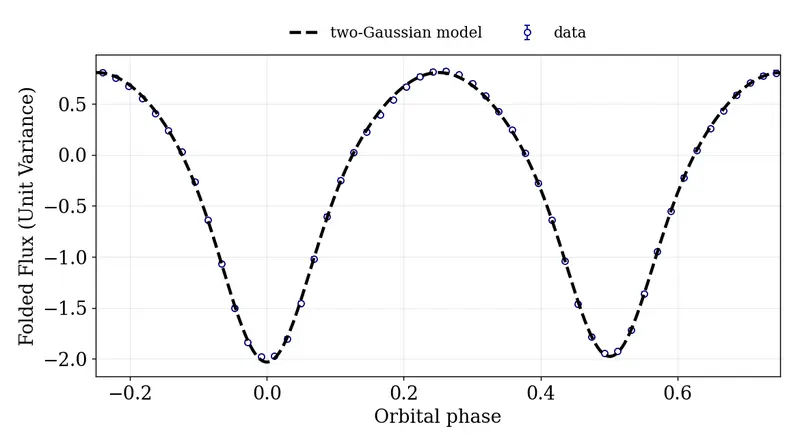 two-Gaussian model data
Folded Flux (Unit Variance)
0.5
0.0
−0.5
−1.0
−1.5
−2.0
−0.2 0.0 0.2 0.4 0.6
Orbital phase